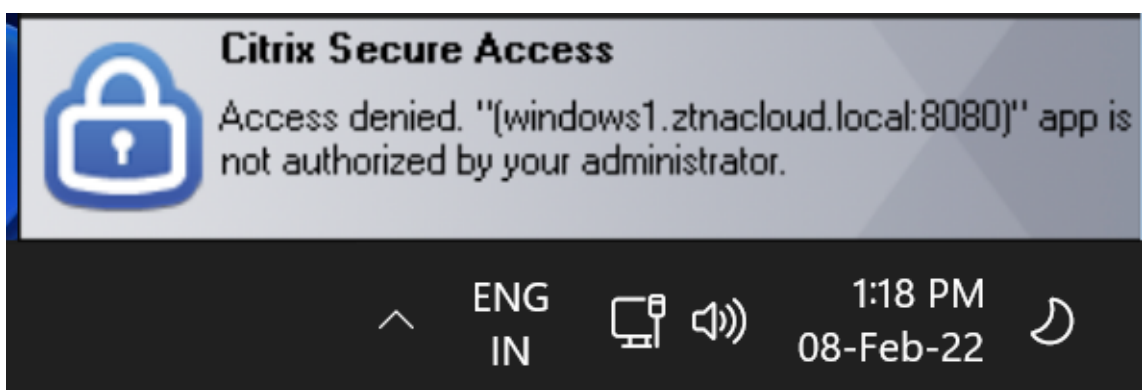 Citrix Secure Access
Access denied. "(windows1.ztnacloud.local:8080)" app is
not authorized by your administrator.
ENG
IN
1:18 PM
08-Feb-22